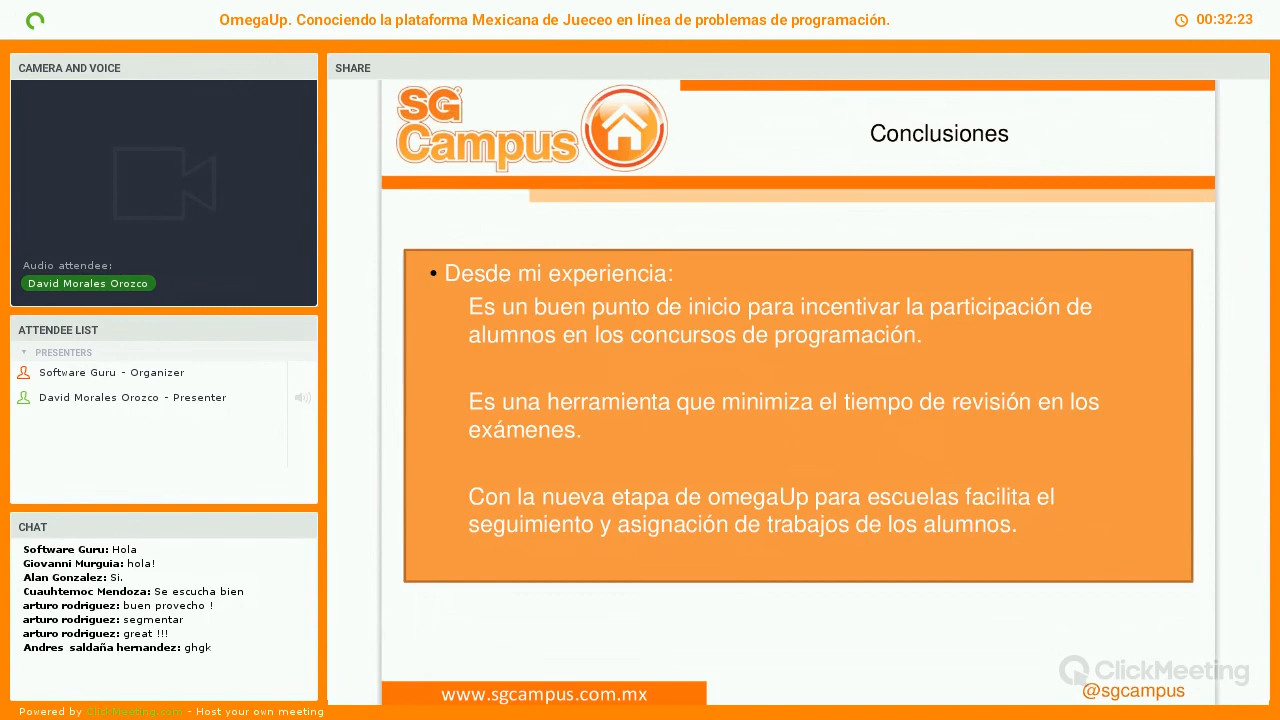 OmegaUp. Conociendo la plataforma Mexicana de Jueceo en línea de problemas de programación.
00:32:23
CAMERA AND VOICE
Audio attendee:
David Morales Orozco
ATTENDEE LIST
PRESENTERS
Software Guru - Organizer
David Morales Orozco - Presenter
CHAT
Software Guru: Hola
Giovanni Murguia: hola!
Alan Gonzalez: Si.
Cuauhtemoc Mendoza: Se escucha bien
arturo rodriguez: buen provecho !
arturo rodriguez: segmentar
arturo rodriguez: great !!!
Andres saldaña hernandez: ghgk
SHARE
SG
Campus
Conclusiones
• Desde mi experiencia:
Es un buen punto de inicio para incentivar la participación de
alumnos en los concursos de programación.
Es una herramienta que minimiza el tiempo de revisión en los
exámenes.
Con la nueva etapa de omegaUp para escuelas facilita el
seguimiento y asignación de trabajos de los alumnos.
ClickMeeting
www.sgcampus.com.mx
@sgcampus
Powered by ClickMeeting.com - Host your own meeting